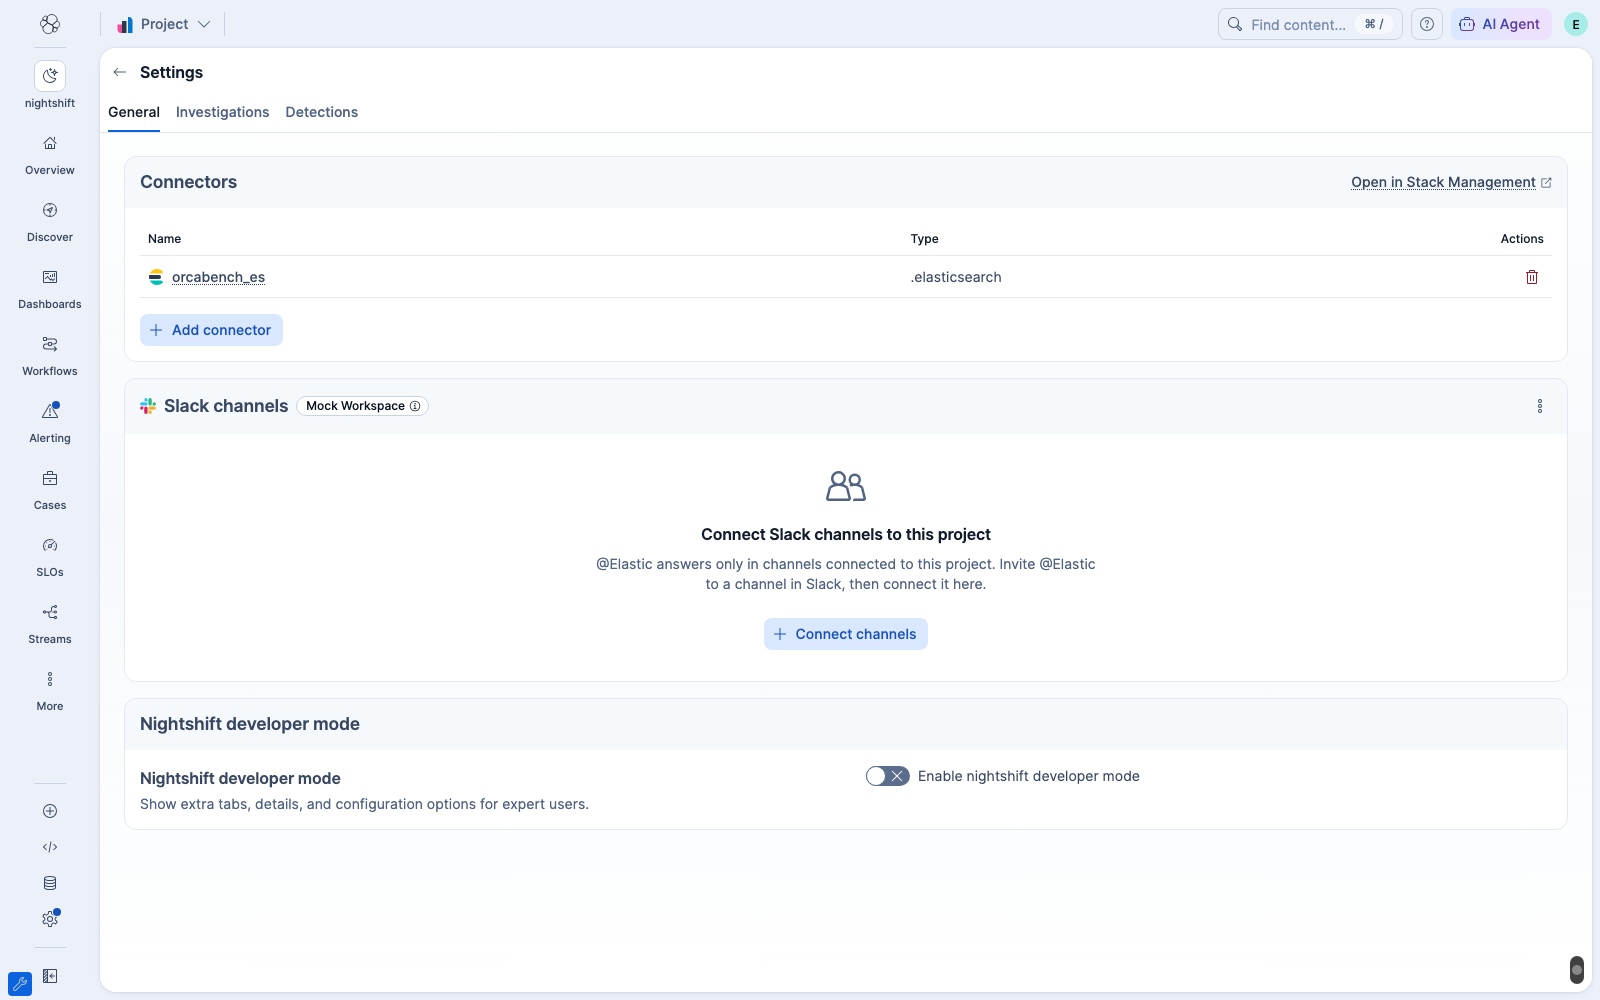 Project
Find content...
⌘ /
AI Agent
E
nightshift
Overview
Discover
Dashboards
Workflows
Alerting
Cases
SLOs
Streams
More
Settings
General
Investigations
Detections
Connectors
Open in Stack Management
Name
Type
Actions
orcabench_es
.elasticsearch
Add connector
Slack channels
Mock Workspace
Connect Slack channels to this project
@Elastic answers only in channels connected to this project. Invite @Elastic
to a channel in Slack, then connect it here.
Connect channels
Nightshift developer mode
Nightshift developer mode
Enable nightshift developer mode
Show extra tabs, details, and configuration options for expert users.